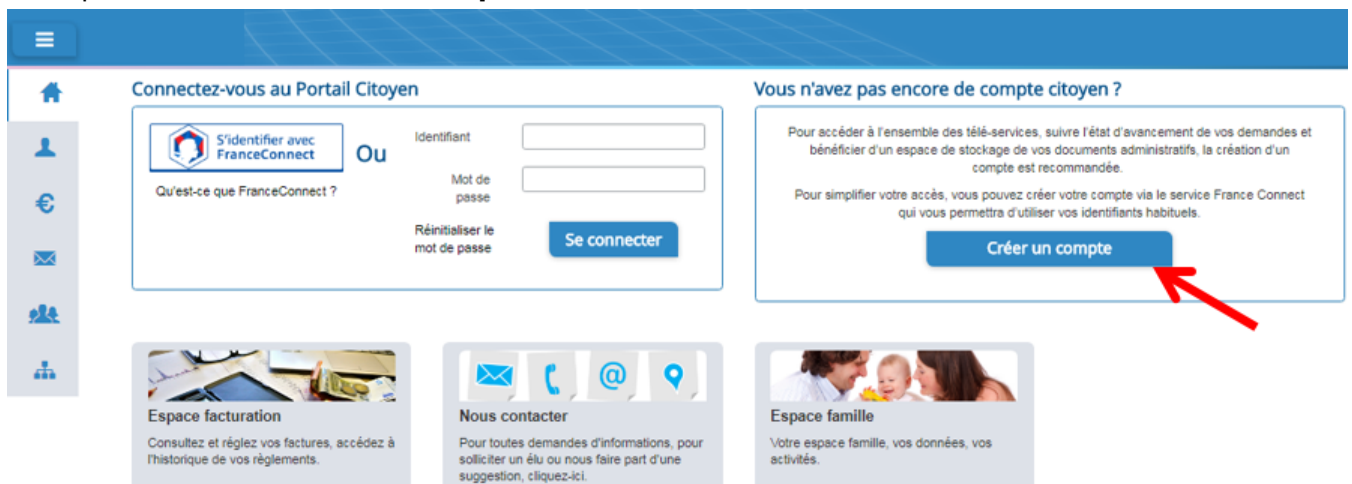 Connectez-vous au Portail Citoyen
S'identifier avec
FranceConnect
Ou
Qu'est-ce que FranceConnect ?
Identifiant
Mot de
passe
Réinitialiser le
mot de passe
Se connecter
Vous n'avez pas encore de compte citoyen ?
Pour accéder à l'ensemble des télé-services, suivre l'état d'avancement de vos demandes et
bénéficier d'un espace de stockage de vos documents administratifs, la création d'un
compte est recommandée.
Pour simplifier votre accès, vous pouvez créer votre compte via le service France Connect
qui vous permettra d'utiliser vos identifiants habituels.
Créer un compte
Espace facturation
Consultez et réglez vos factures, accédez à
l'historique de vos règlements.
Nous contacter
Pour toutes demandes d'informations, pour
solliciter un élu ou nous faire part d'une
suggestion, cliquez-ici.
Espace famille
Votre espace famille, vos données, vos
activités.